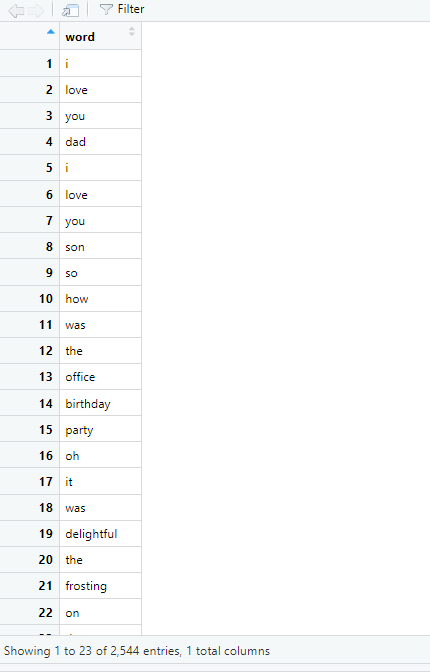 Filter
word
1 i
2 love
3 you
4 dad
5 i
6 love
7 you
8 son
9 so
10 how
11 was
12 the
13 office
14 birthday
15 party
16 oh
17 it
18 was
19 delightful
20 the
21 frosting
22 on
Showing 1 to 23 of 2,544 entries, 1 total columns